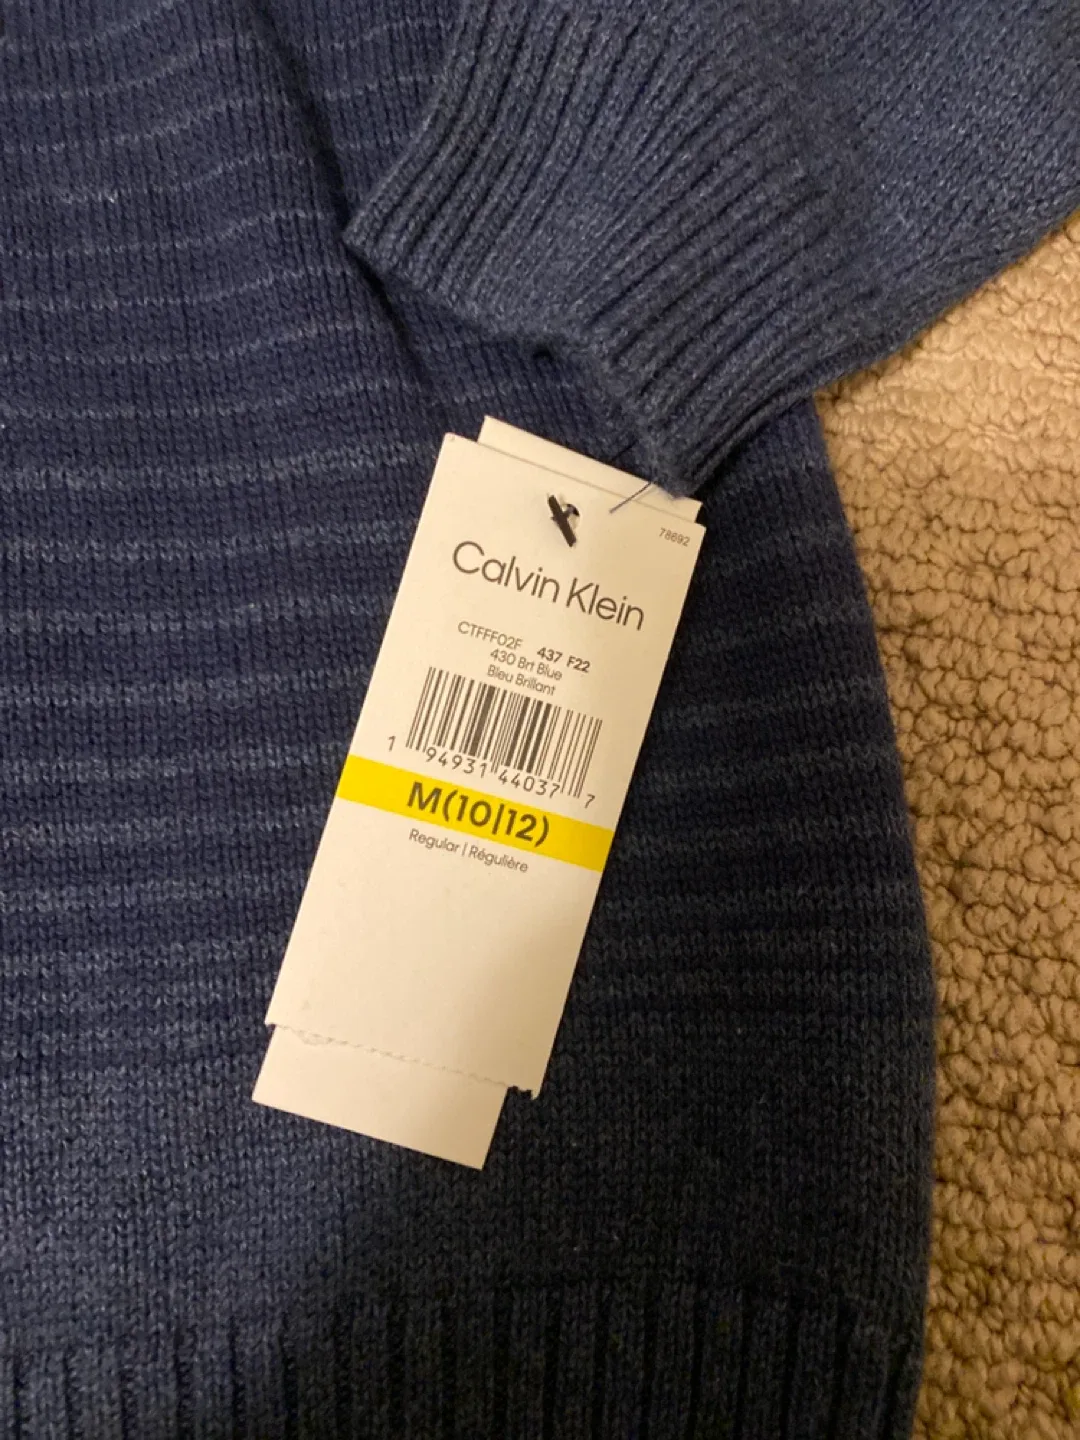 78692
Calvin Klein
CTFFF02F 437 F22
430 Brt Blue
Bleu Brillant
1 94931 44037 7
M(10|12)
Regular | Régulière